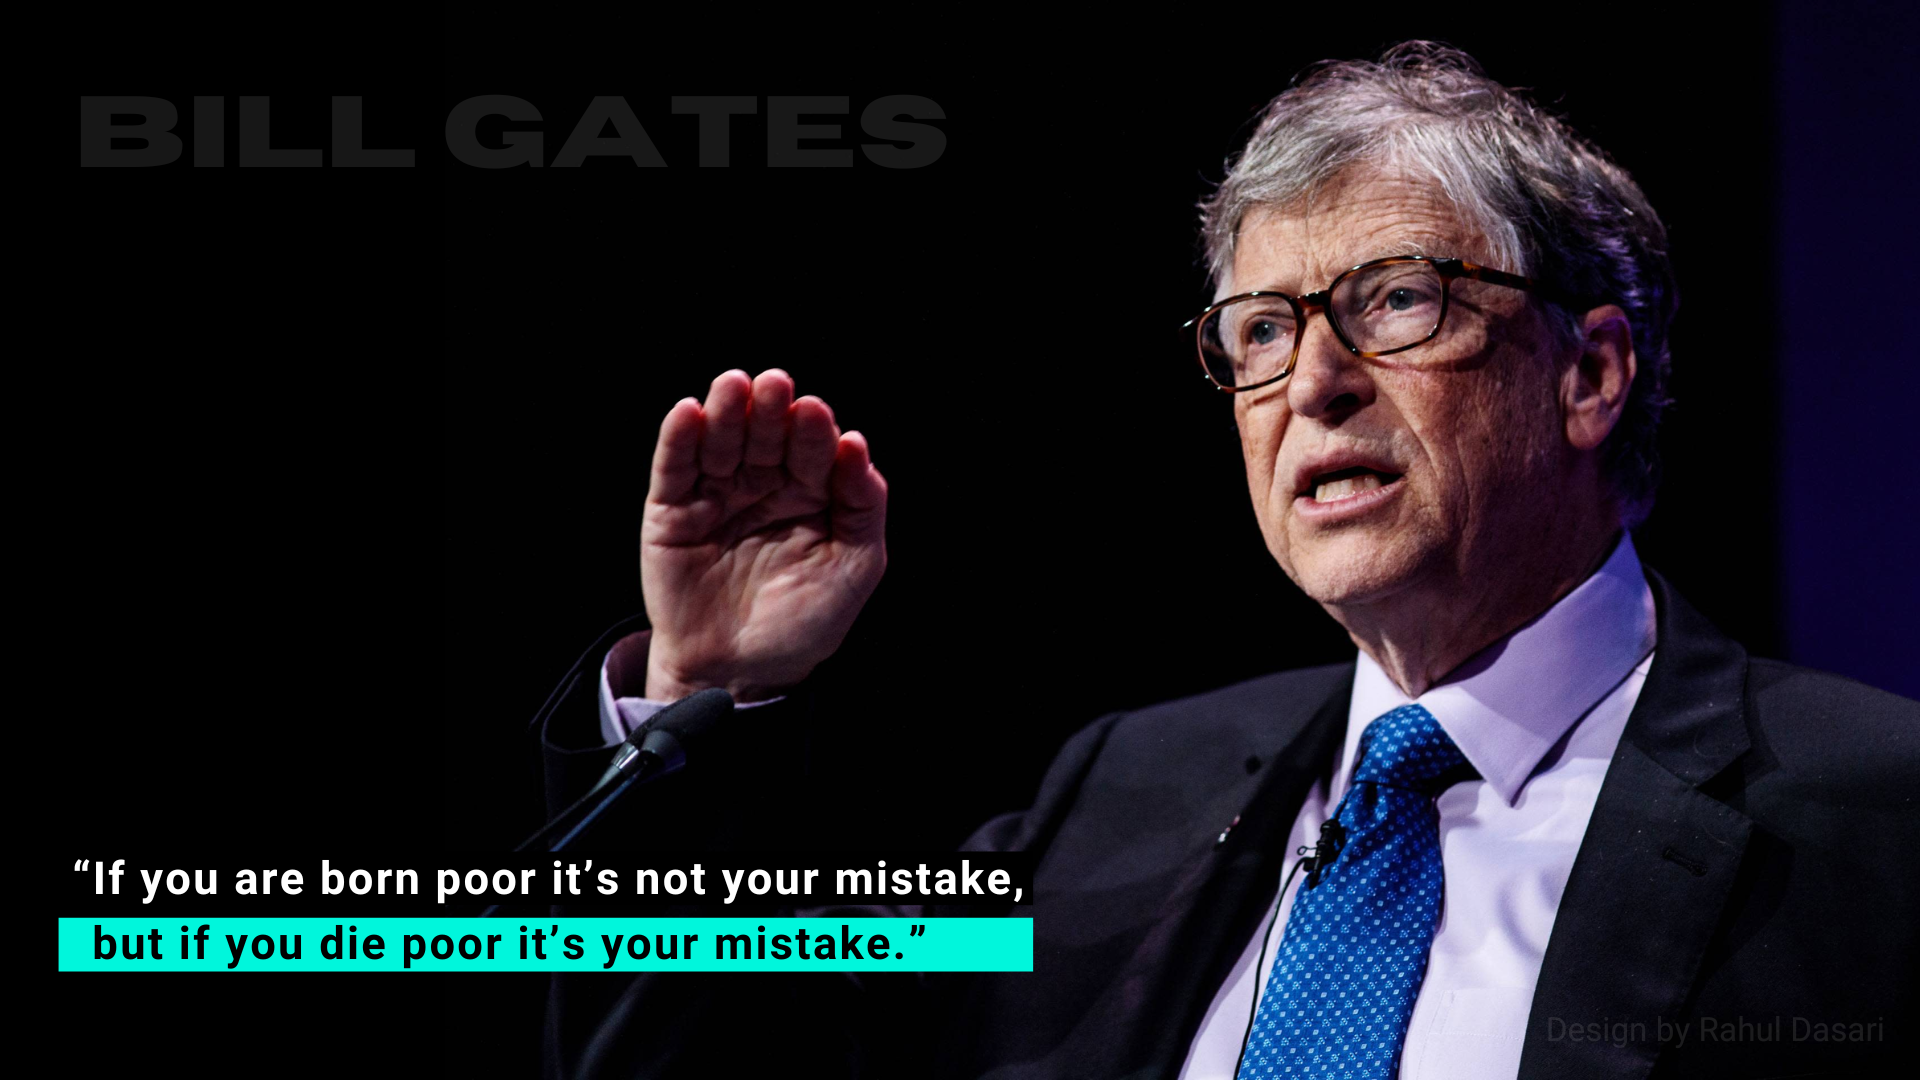 BILL GATES
“If you are born poor it’s not your mistake,
but if you die poor it’s your mistake.”
Design by Rahul Dasari